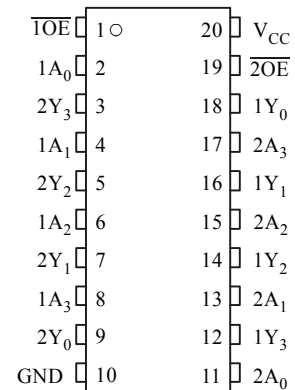 1OE 1 20 VCC
1A0 2 19 2OE
2Y3 3 18 1Y0
1A1 4 17 2A3
2Y2 5 16 1Y1
1A2 6 15 2A2
2Y1 7 14 1Y2
1A3 8 13 2A1
2Y0 9 12 1Y3
GND 10 11 2A0